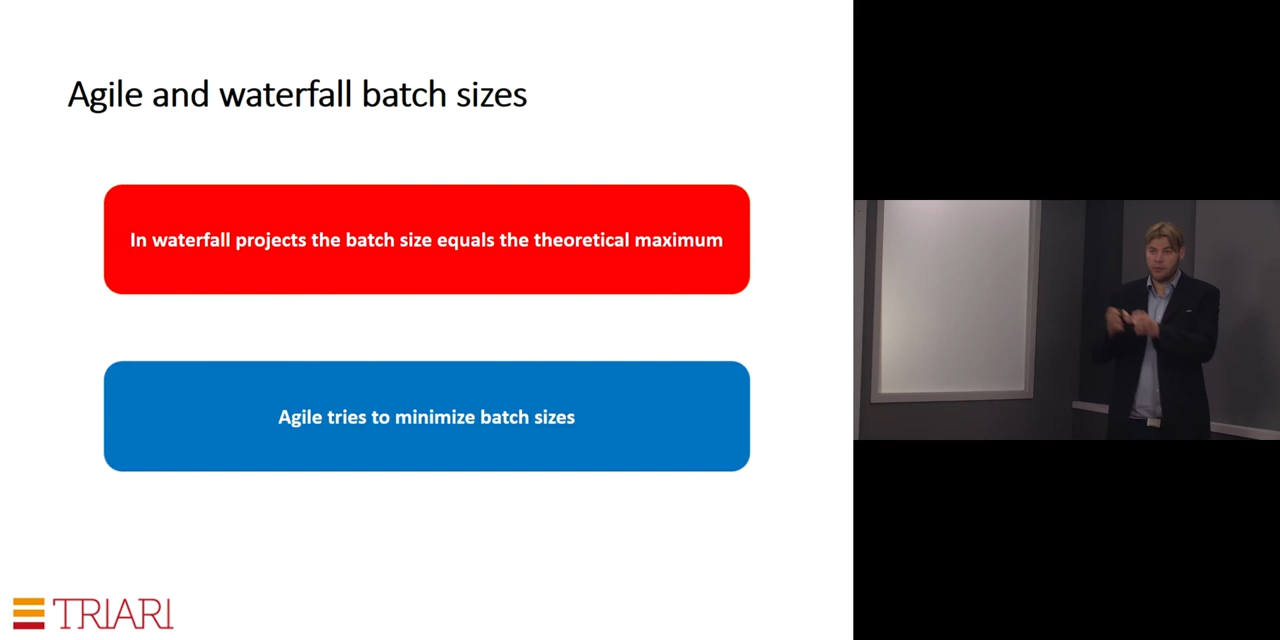 Agile and waterfall batch sizes
In waterfall projects the batch size equals the theoretical maximum
Agile tries to minimize batch sizes
TRIARI